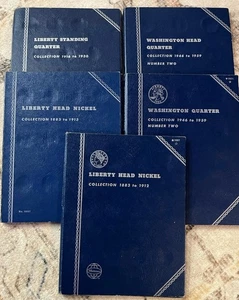 LIBERTY STANDING
QUARTER
COLLECTION 1916 to 1930
WASHINGTON HEAD
QUARTER
COLLECTION 1946 to 1959
NUMBER TWO
LIBERTY HEAD NICKEL
COLLECTION 1883 to 1912
WASHINGTON QUARTER
COLLECTION 1946 to 1959
NUMBER TWO
LIBERTY HEAD NICKEL
COLLECTION 1883 to 1912